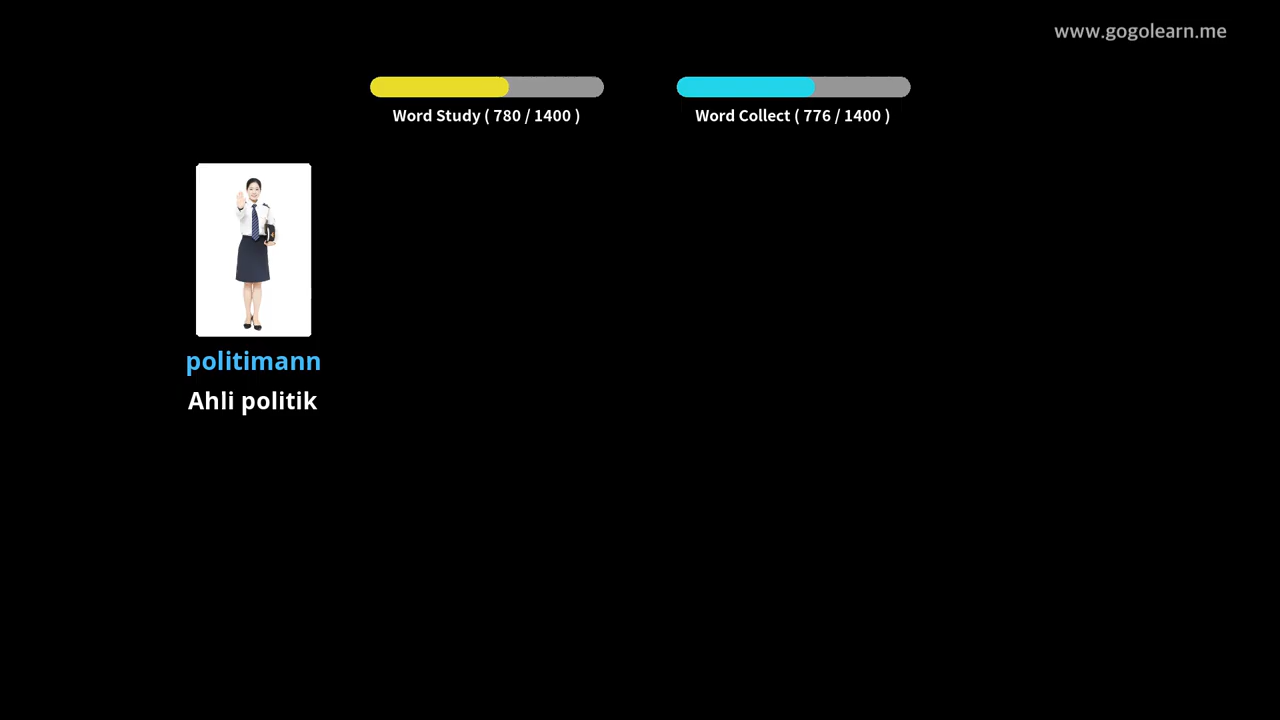 www.gogolearn.me
Word Study ( 780 / 1400 )
Word Collect ( 776 / 1400 )
politimann
Ahli politik